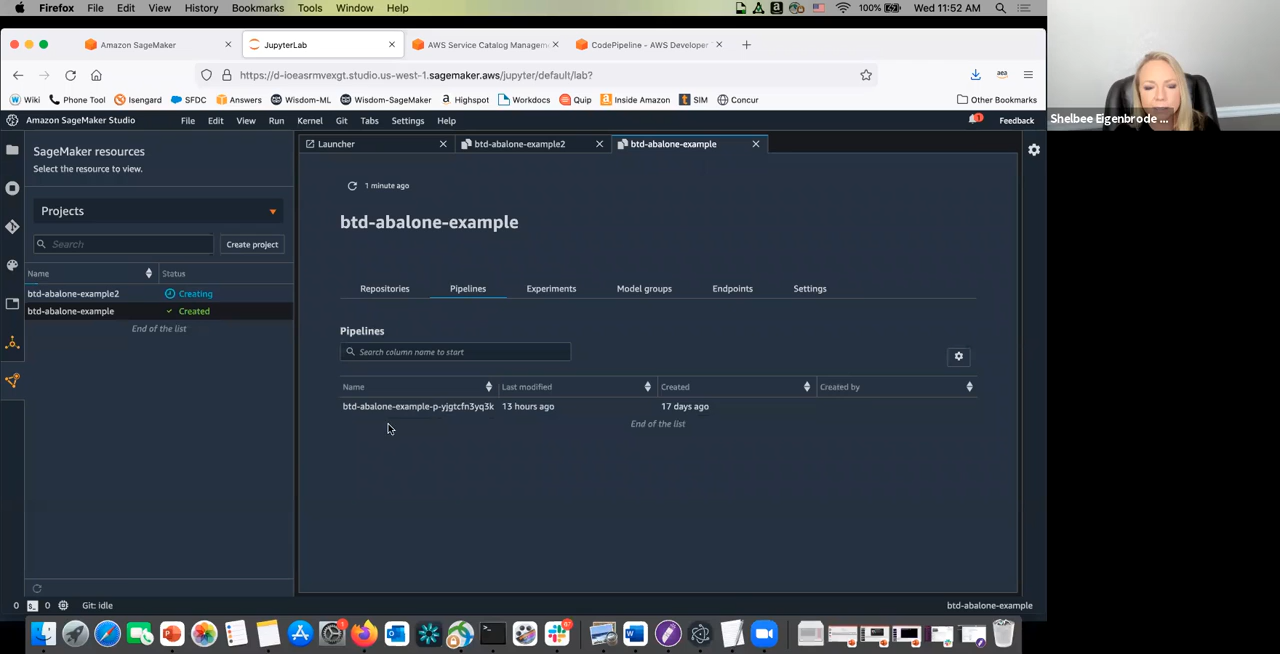 Firefox File Edit View History Bookmarks Tools Window Help 100% Wed 11:52 AM
Amazon SageMaker JupyterLab AWS Service Catalog Managem CodePipeline - AWS Developer
https://d-ioeasrmvexgt.studio.us-west-1.sagemaker.aws/jupyter/default/lab?
Wiki Phone Tool Isengard SFDC Answers Wisdom-ML Wisdom-SageMaker Highspot Workdocs Quip Inside Amazon SIM Concur Other Bookmarks
Amazon SageMaker Studio File Edit View Run Kernel Git Tabs Settings Help Feedback
Shelbee Eigenbrode ...
SageMaker resources
Select the resource to view.
Projects
Search Create project
Name Status
btd-abalone-example2 Creating
btd-abalone-example Created
End of the list
Launcher btd-abalone-example2 btd-abalone-example
1 minute ago
btd-abalone-example
Repositories Pipelines Experiments Model groups Endpoints Settings
Pipelines
Search column name to start
Name Last modified Created Created by
btd-abalone-example-p-yjgtcfn3yq3k 13 hours ago 17 days ago
End of the list
0 0 Git: idle btd-abalone-example